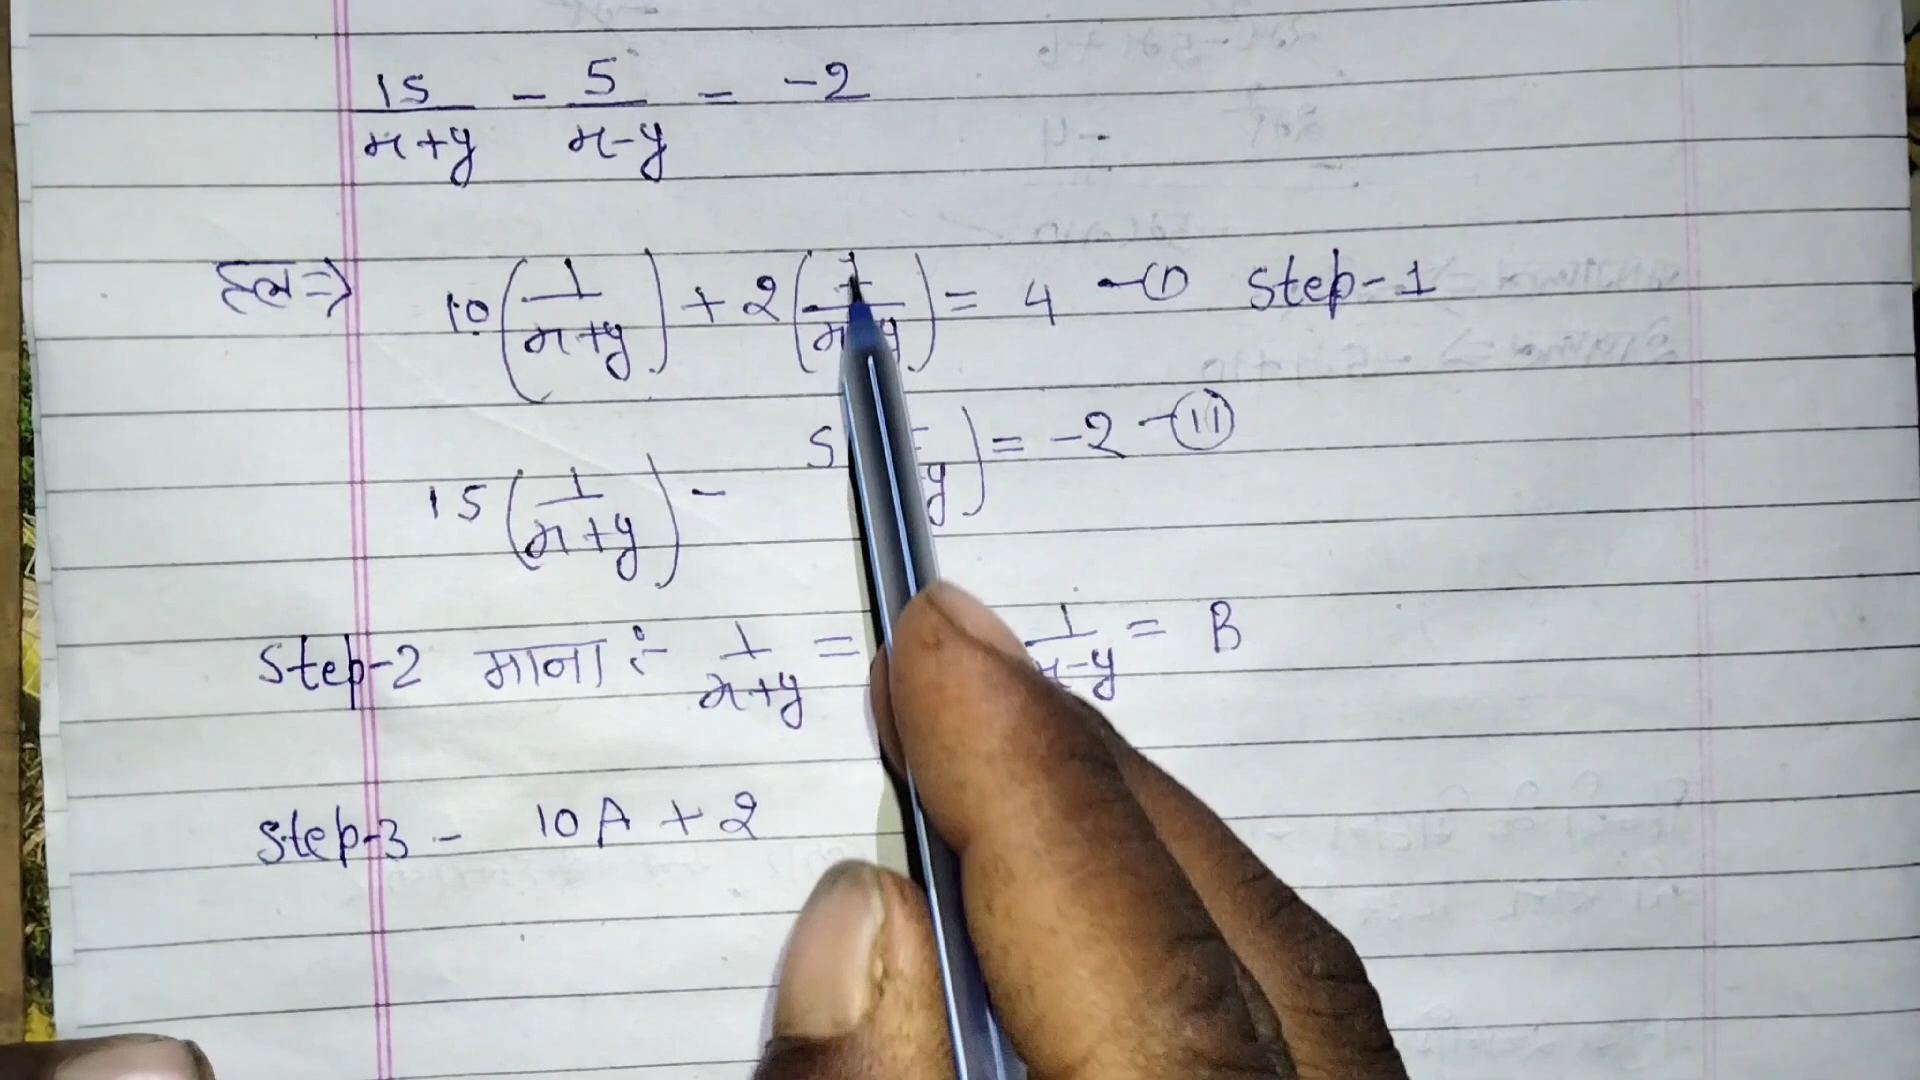 15/(x+y) - 5/(x-y) = -2
हल⇒ 10(1/(x+y)) + 2(1/(x-y)) = 4 -(I) Step-1
15(1/(x+y)) - 5 y) = -2 -(II)
Step-2 माना :- 1/(x+y) = 1/(x-y) = B
Step-3 - 10A + 2